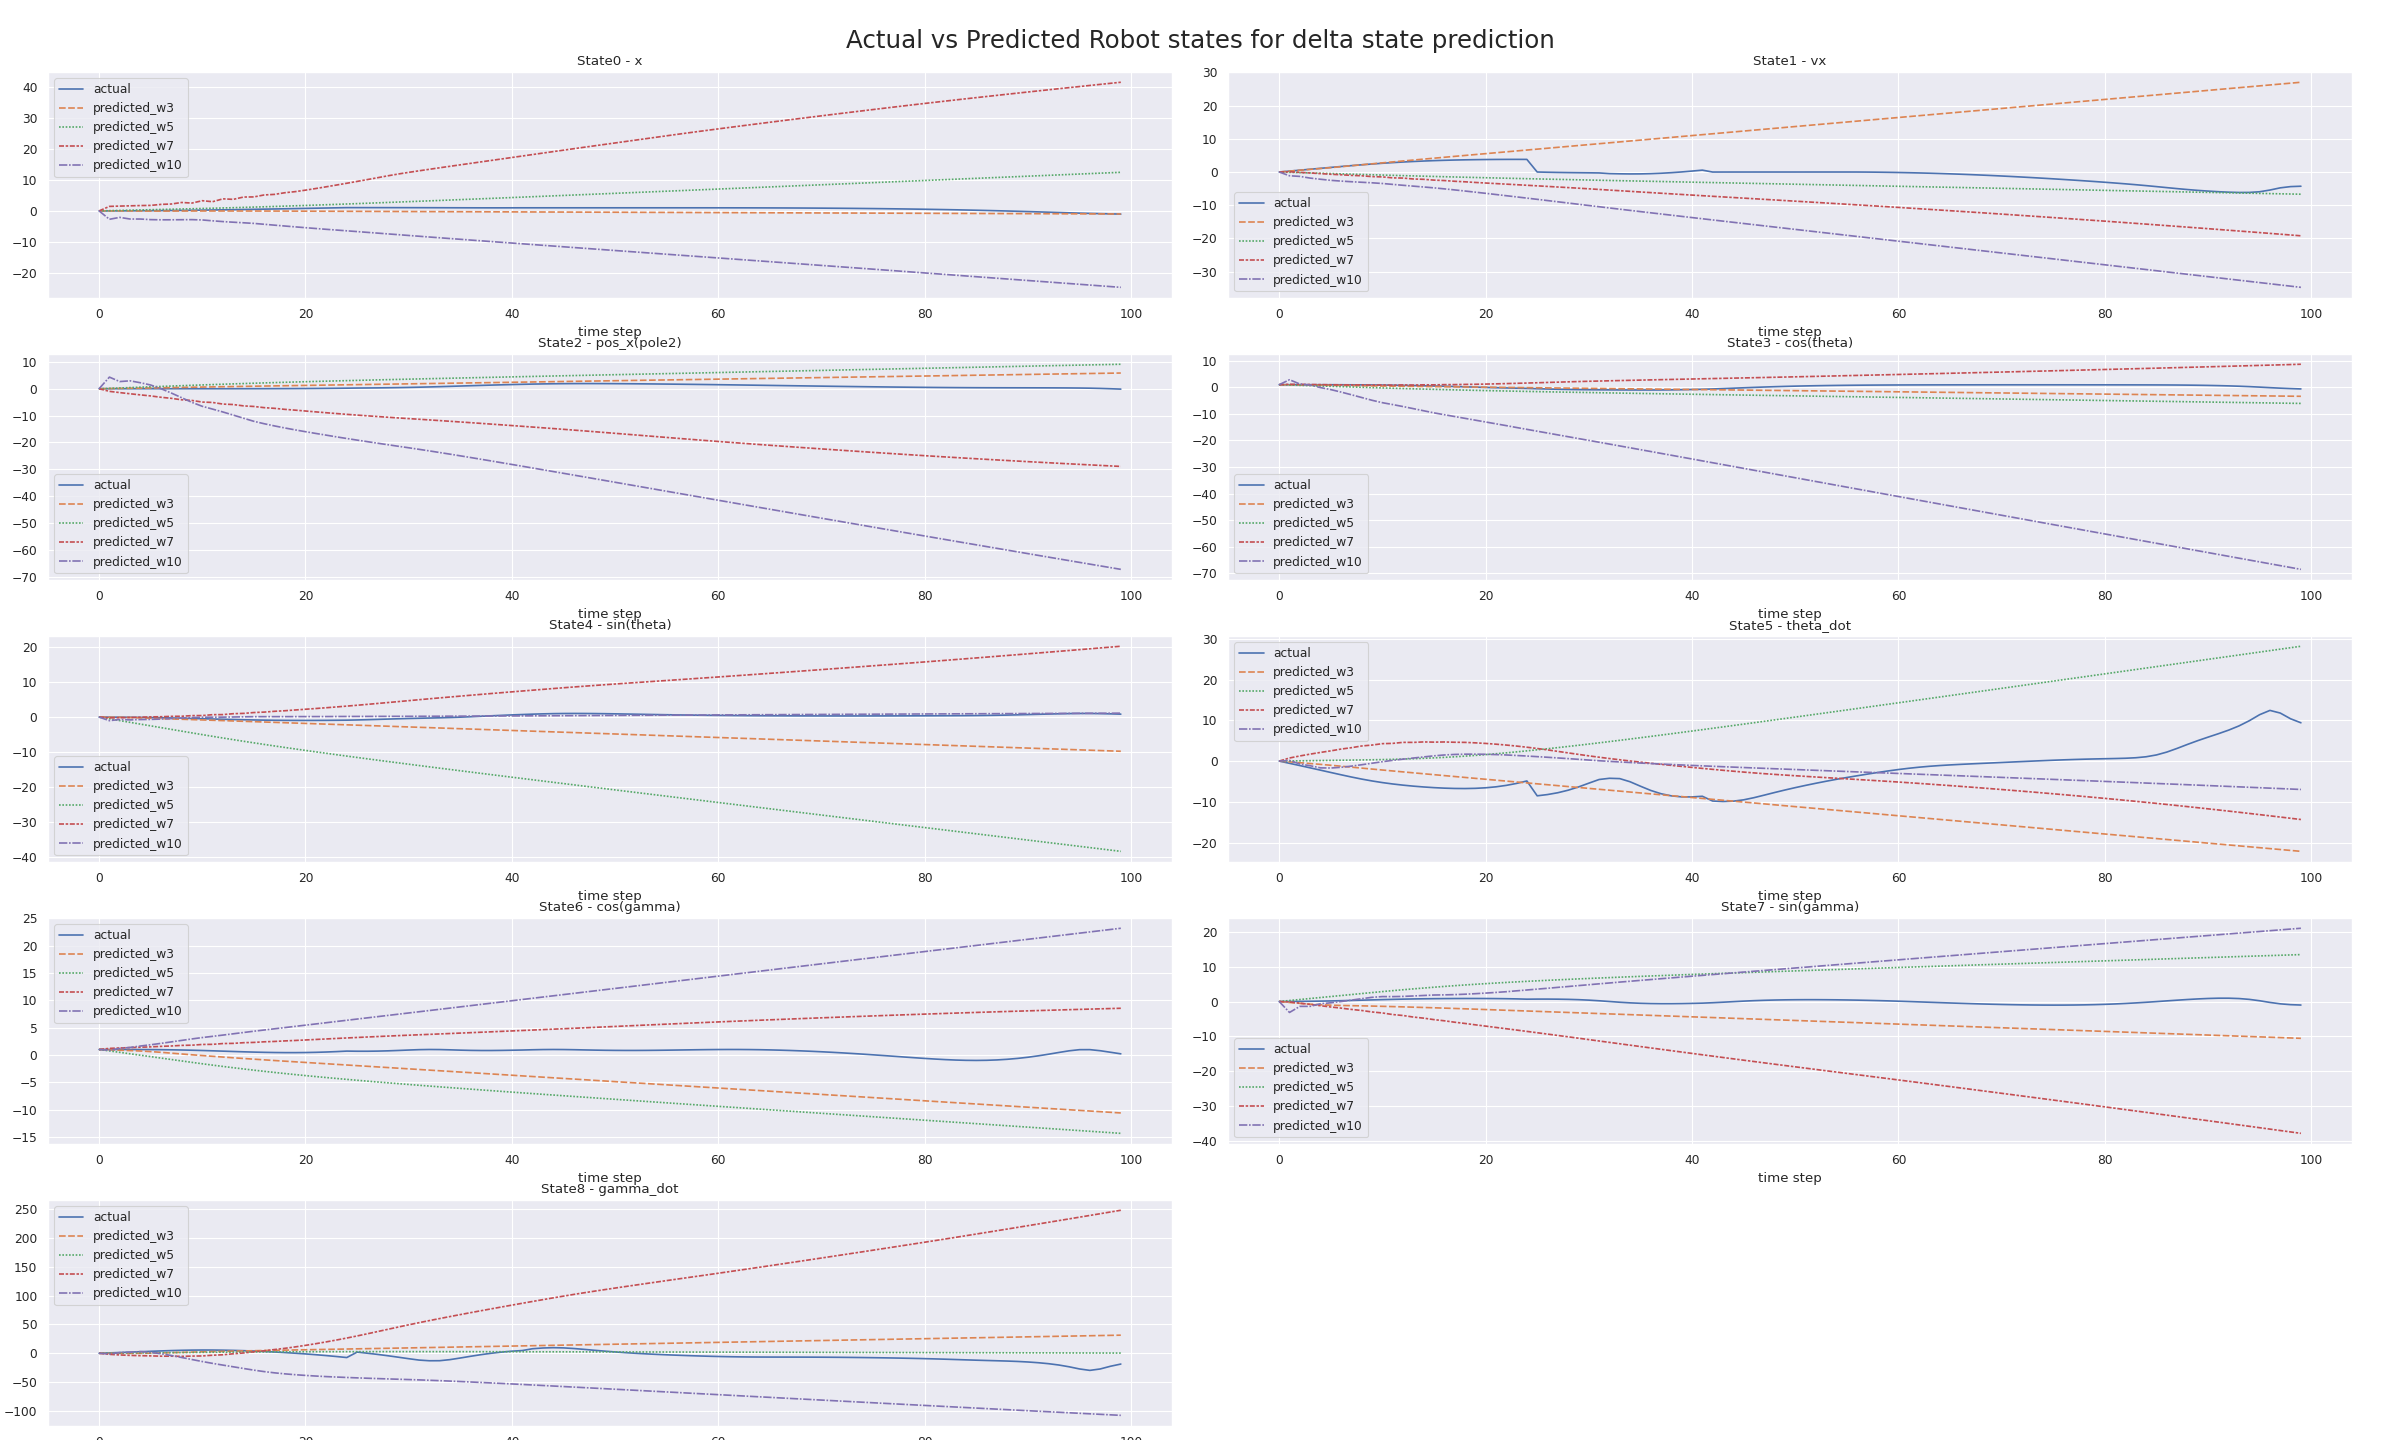 Actual vs Predicted Robot states for delta state prediction
State0 - x
40
30
20
10
0
−10
−20
actual
predicted_w3
predicted_w5
predicted_w7
predicted_w10
0 20 40 60 80 100
time step
State1 - vx
30
20
10
0
−10
−20
−30
actual
predicted_w3
predicted_w5
predicted_w7
predicted_w10
0 20 40 60 80 100
time step
State2 - pos_x(pole2)
10
0
−10
−20
−30
−40
−50
−60
−70
actual
predicted_w3
predicted_w5
predicted_w7
predicted_w10
0 20 40 60 80 100
time step
State3 - cos(theta)
10
0
−10
−20
−30
−40
−50
−60
−70
actual
predicted_w3
predicted_w5
predicted_w7
predicted_w10
0 20 40 60 80 100
time step
State4 - sin(theta)
20
10
0
−10
−20
−30
−40
actual
predicted_w3
predicted_w5
predicted_w7
predicted_w10
0 20 40 60 80 100
time step
State5 - theta_dot
30
20
10
0
−10
−20
actual
predicted_w3
predicted_w5
predicted_w7
predicted_w10
0 20 40 60 80 100
time step
State6 - cos(gamma)
25
20
15
10
5
0
−5
−10
−15
actual
predicted_w3
predicted_w5
predicted_w7
predicted_w10
0 20 40 60 80 100
time step
State7 - sin(gamma)
20
10
0
−10
−20
−30
−40
actual
predicted_w3
predicted_w5
predicted_w7
predicted_w10
0 20 40 60 80 100
time step
State8 - gamma_dot
250
200
150
100
50
0
−50
−100
actual
predicted_w3
predicted_w5
predicted_w7
predicted_w10